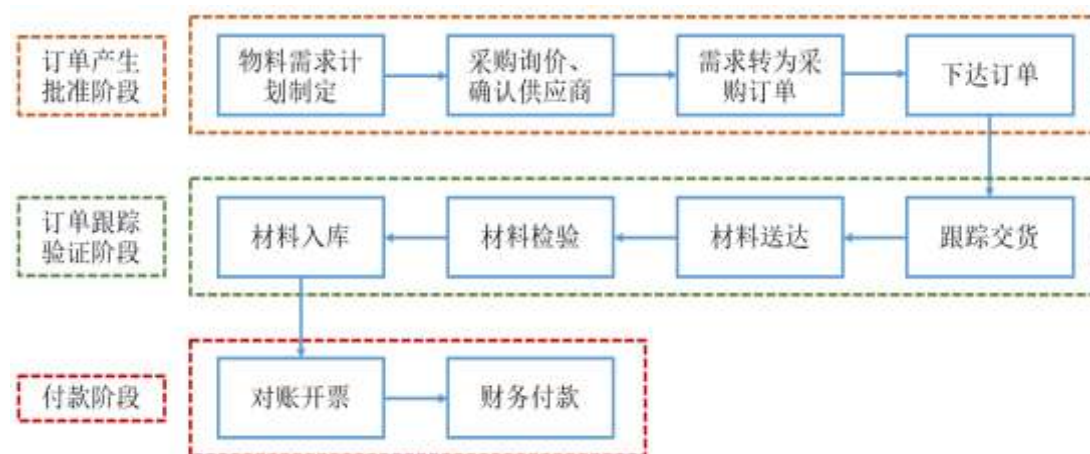 订单产生
批准阶段
物料需求计
划制定
采购询价、
确认供应商
需求转为采
购订单
下达订单
订单跟踪
验证阶段
材料入库
材料检验
材料送达
跟踪交货
付款阶段
对账开票
财务付款